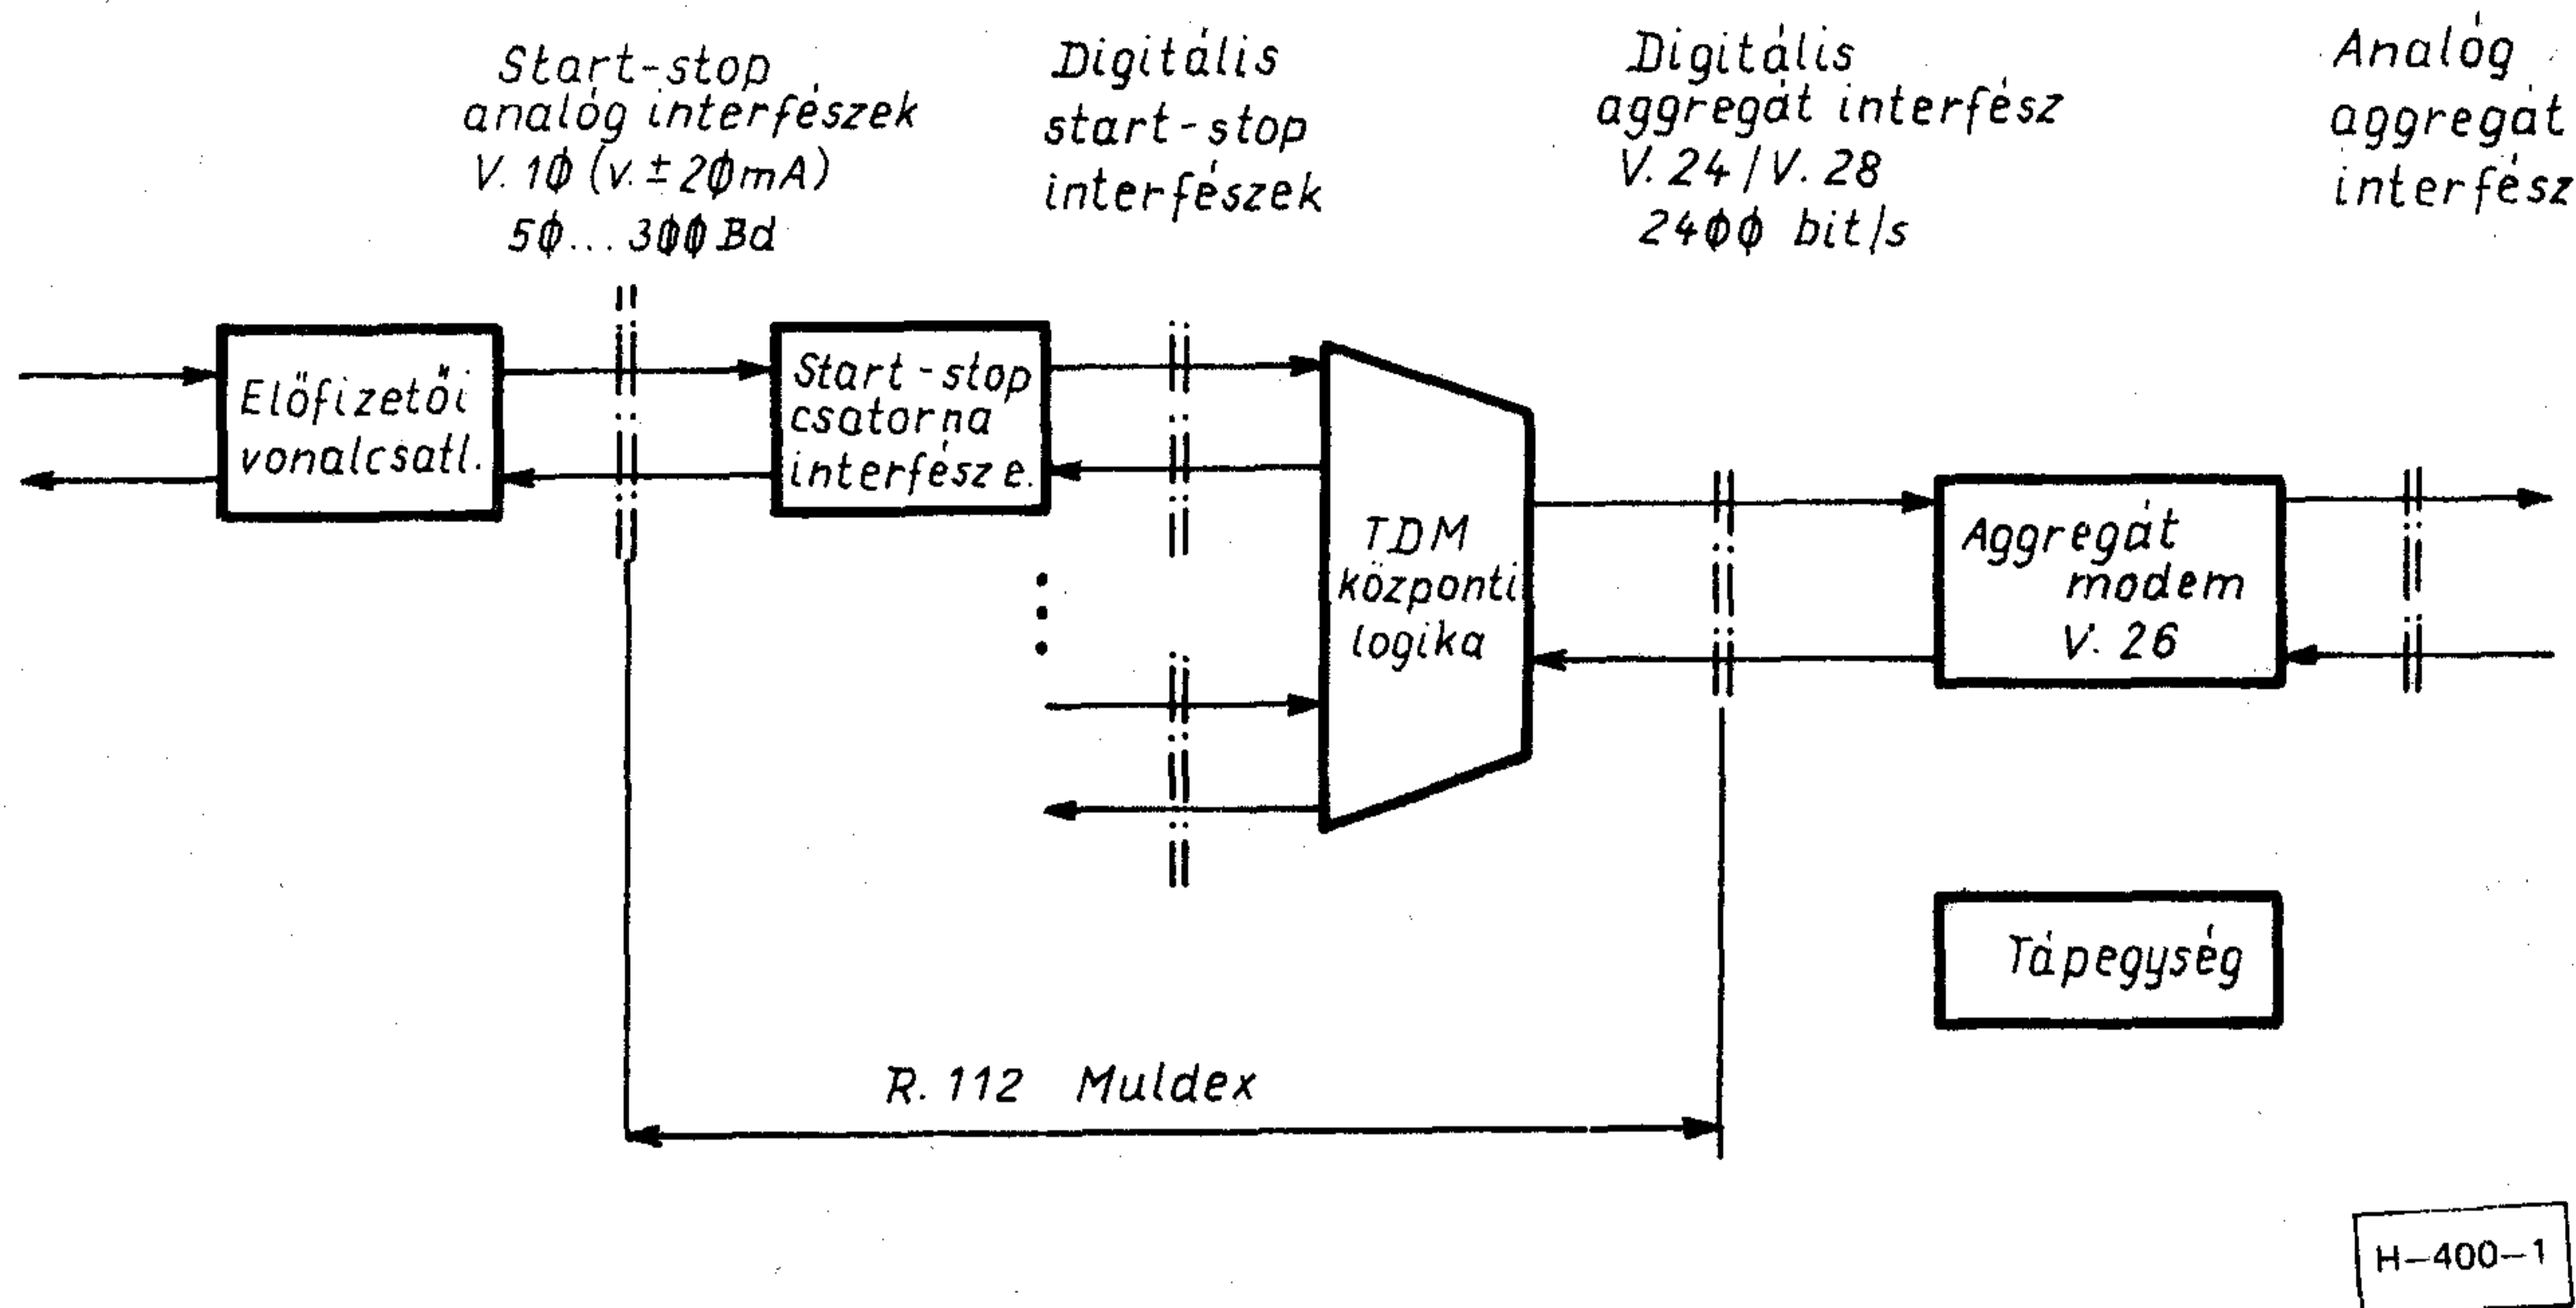 Start-stop
analóg interfészek
V. 10 (v. ± 20 mA)
50... 300 Bd
Digitális
start-stop
interfészek
Digitális
aggregát interfész
V. 24 / V. 28
2400 bit/s
Analóg
aggregát
interfész
Előfizetői
vonalcsatl.
Start-stop
csatorna
interfész e.
TDM
központi
logika
Aggregát
modem
V. 26
Tápegység
R. 112 Muldex
H-400-1